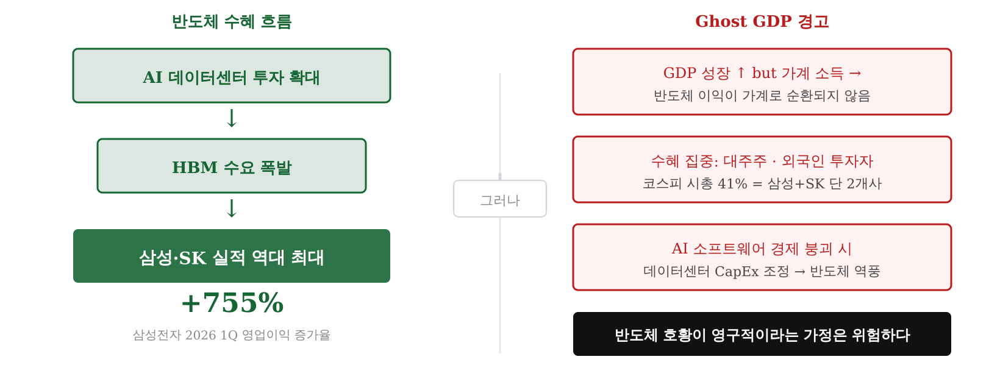 반도체 수혜 흐름
AI 데이터센터 투자 확대
↓
HBM 수요 폭발
↓
삼성·SK 실적 역대 최대
+755%
삼성전자 2026 1Q 영업이익 증가율
그러나
Ghost GDP 경고
GDP 성장 ↑ but 가계 소득 →
반도체 이익이 가계로 순환되지 않음
수혜 집중: 대주주 · 외국인 투자자
코스피 시총 41% = 삼성+SK 단 2개사
AI 소프트웨어 경제 붕괴 시
데이터센터 CapEx 조정 → 반도체 역풍
반도체 호황이 영구적이라는 가정은 위험하다